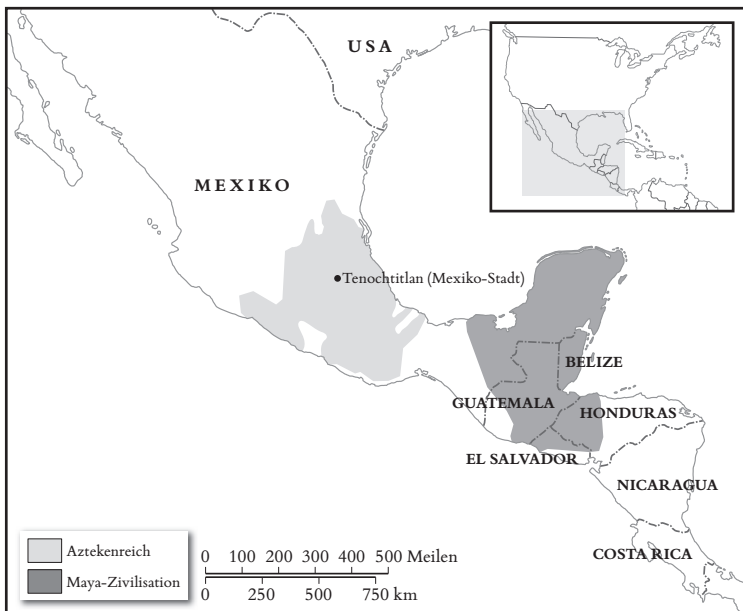 USA
MEXIKO
Tenochtitlan (Mexiko-Stadt)
BELIZE
GUATEMALA
HONDURAS
EL SALVADOR
NICARAGUA
COSTA RICA
Aztekenreich
Maya-Zivilisation
0 100 200 300 400 500 Meilen
0 250 500 750 km